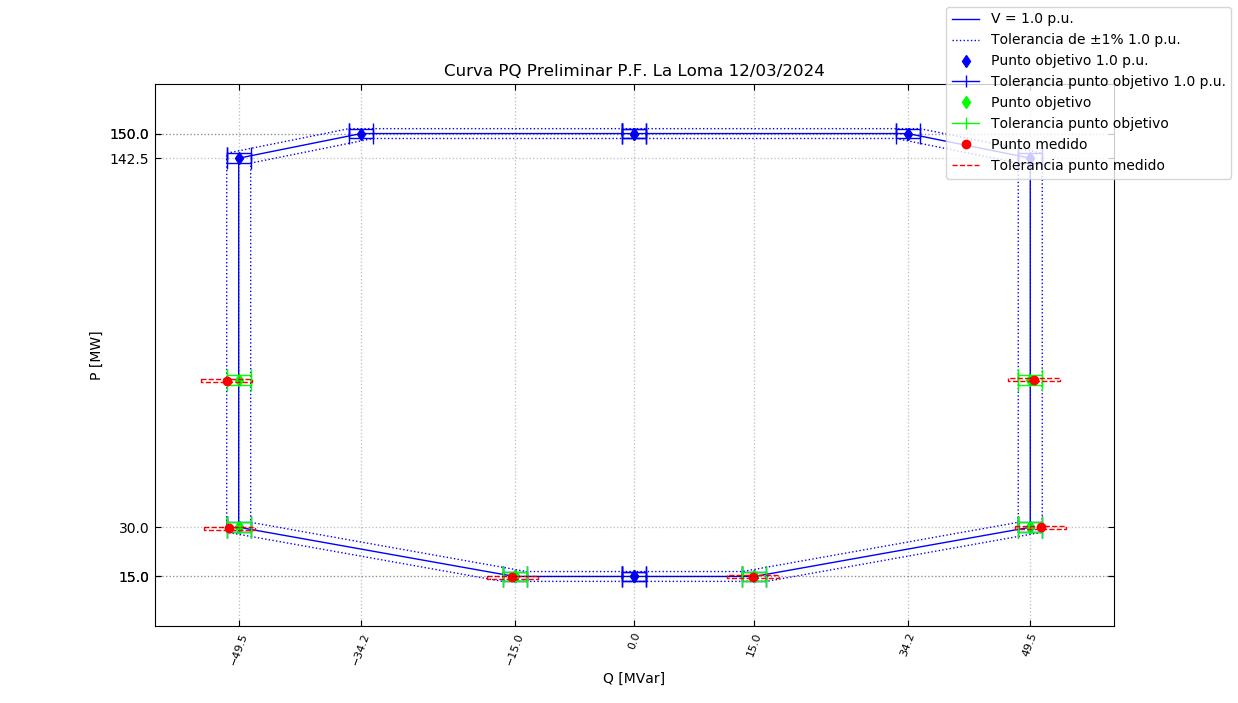 V = 1.0 p.u.
Tolerancia de ±1% 1.0 p.u.
Punto objetivo 1.0 p.u.
Tolerancia punto objetivo 1.0 p.u.
Punto objetivo
Tolerancia punto objetivo
Punto medido
Tolerancia punto medido
Curva PQ Preliminar P.F. La Loma 12/03/2024
150.0
142.5
P [MW]
30.0
15.0
−49.5
−34.2
−15.0
0.0
15.0
34.2
49.5
Q [MVar]